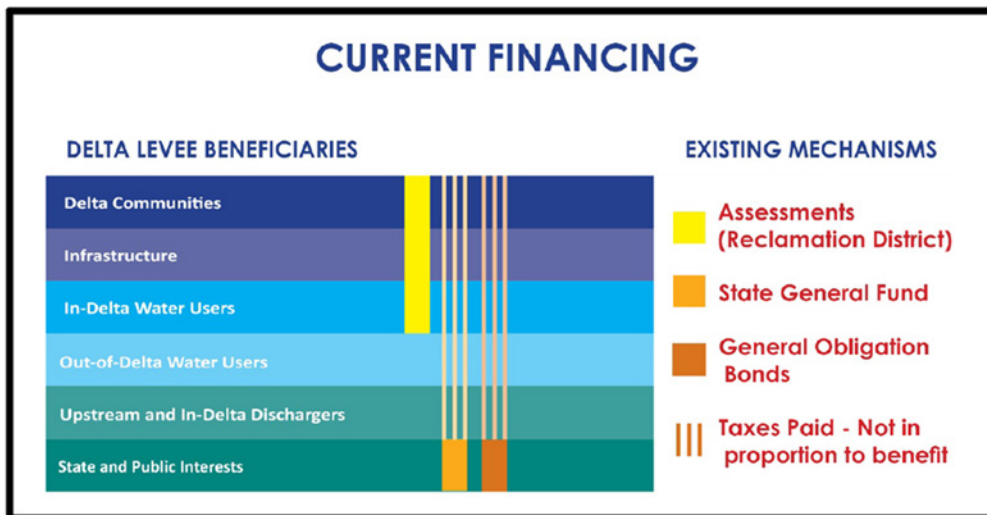 CURRENT FINANCING
DELTA LEVEE BENEFICIARIES
Delta Communities
Infrastructure
In-Delta Water Users
Out-of-Delta Water Users
Upstream and In-Delta Dischargers
State and Public Interests
EXISTING MECHANISMS
Assessments
(Reclamation District)
State General Fund
General Obligation
Bonds
Taxes Paid - Not in
proportion to benefit